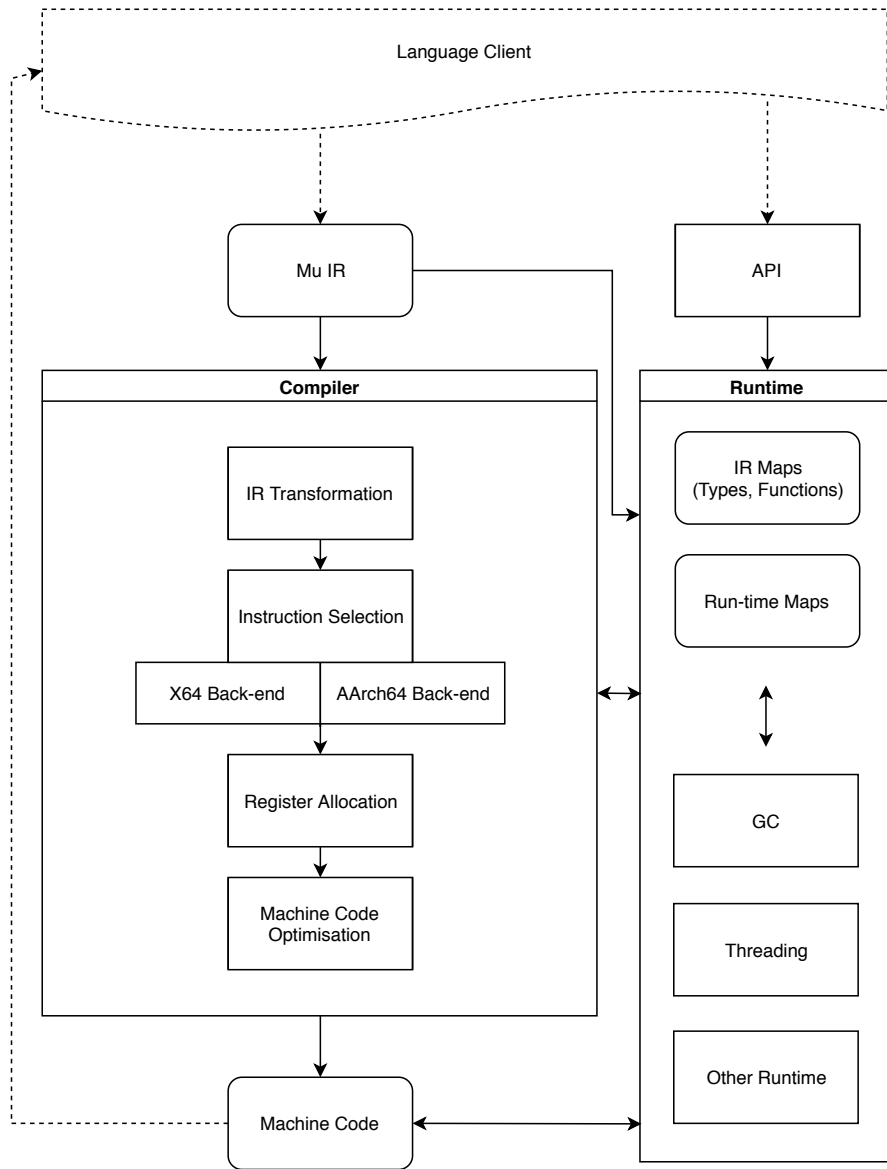 Language Client
Mu IR
API
Compiler
Runtime
IR Transformation
IR Maps
(Types, Functions)
Instruction Selection
Run-time Maps
X64 Back-end
AArch64 Back-end
Register Allocation
GC
Machine Code
Optimisation
Threading
Other Runtime
Machine Code